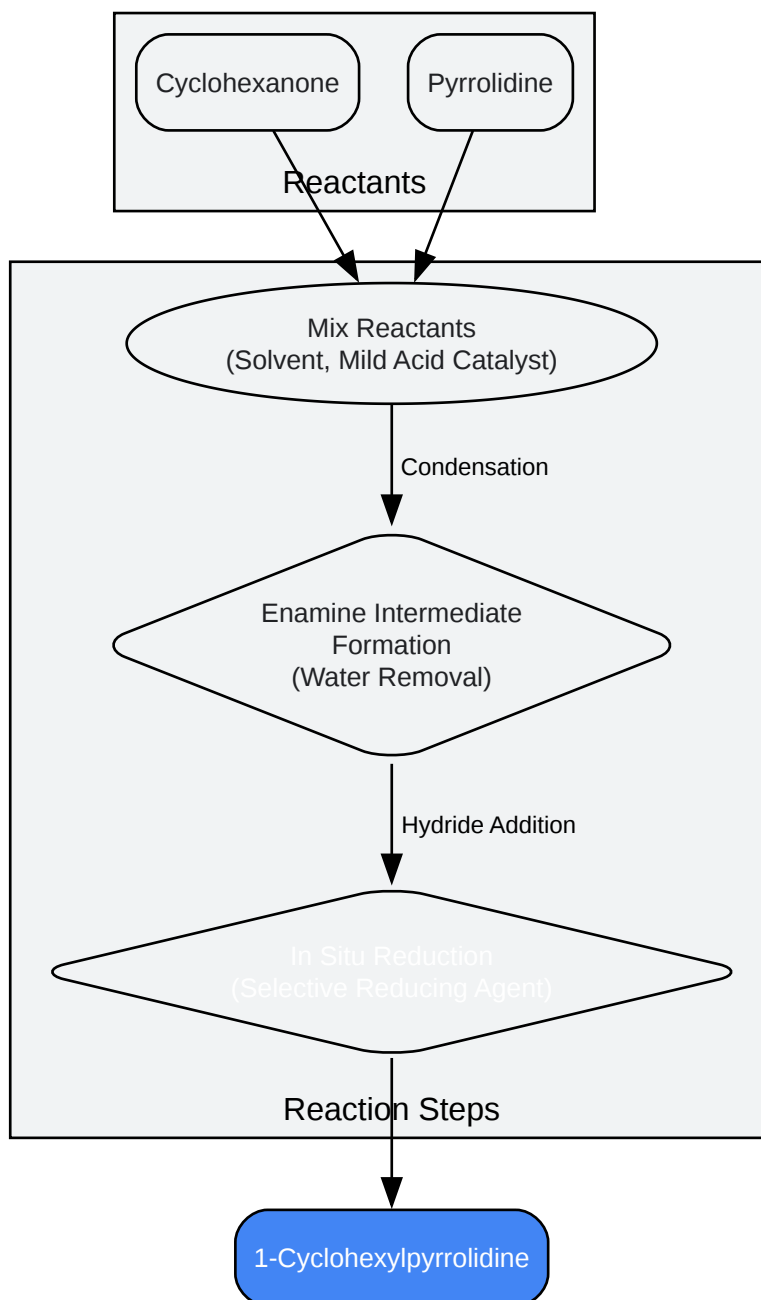 Cyclohexanone
Pyrrolidine
Reactants
Mix Reactants
(Solvent, Mild Acid Catalyst)
Condensation
Enamine Intermediate
Formation
(Water Removal)
Hydride Addition
In Situ Reduction
(Selective Reducing Agent)
Reaction Steps
1-Cyclohexylpyrrolidine